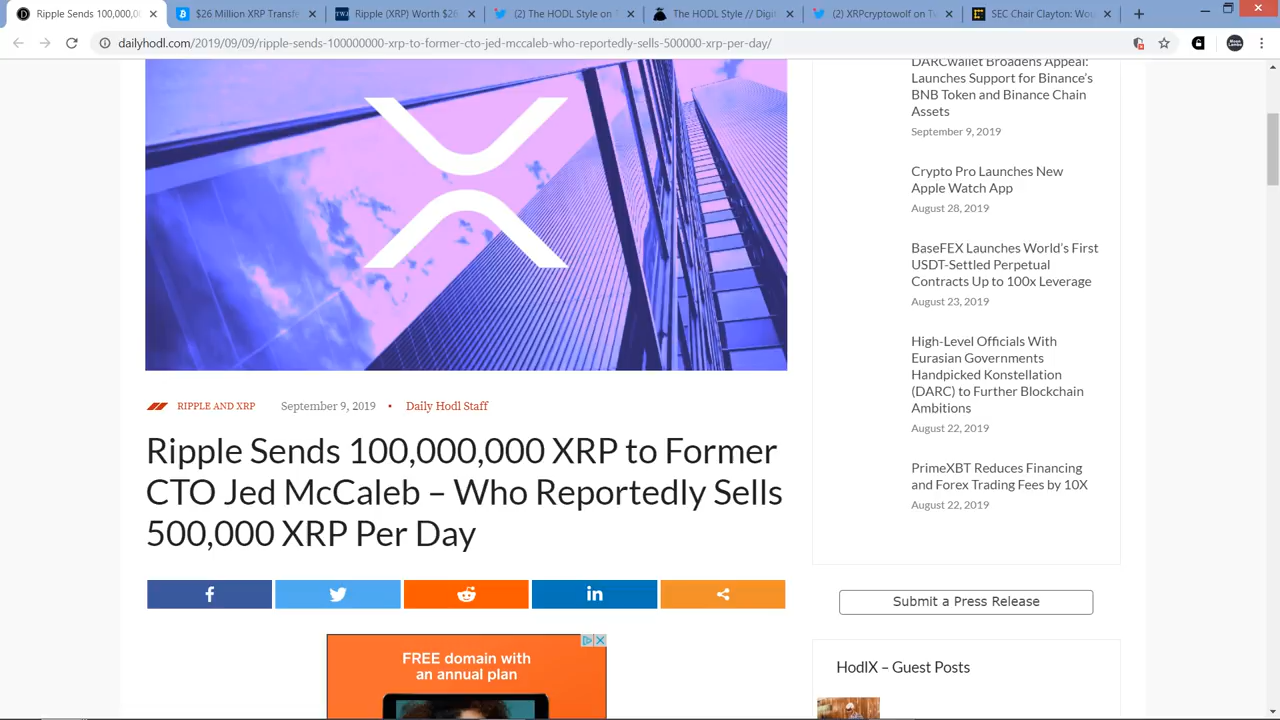 Ripple Sends 100,000,00
$26 Million XRP Transf
Ripple (XRP) Worth $26
(2) The HODL Style on
The HODL Style // Digit
(2) XRPcryptowolf on Tw
SEC Chair Clayton: Wou
dailyhodl.com/2019/09/09/ripple-sends-100000000-xrp-to-former-cto-jed-mccaleb-who-reportedly-sells-500000-xrp-per-day/
RIPPLE AND XRP September 9, 2019 • Daily Hodl Staff
Ripple Sends 100,000,000 XRP to Former
CTO Jed McCaleb – Who Reportedly Sells
500,000 XRP Per Day
FREE domain with
an annual plan
DARCwallet Broadens Appeal:
Launches Support for Binance's
BNB Token and Binance Chain
Assets
September 9, 2019
Crypto Pro Launches New
Apple Watch App
August 28, 2019
BaseFEX Launches World's First
USDT-Settled Perpetual
Contracts Up to 100x Leverage
August 23, 2019
High-Level Officials With
Eurasian Governments
Handpicked Konstellation
(DARC) to Further Blockchain
Ambitions
August 22, 2019
PrimeXBT Reduces Financing
and Forex Trading Fees by 10X
August 22, 2019
Submit a Press Release
HodlX – Guest Posts